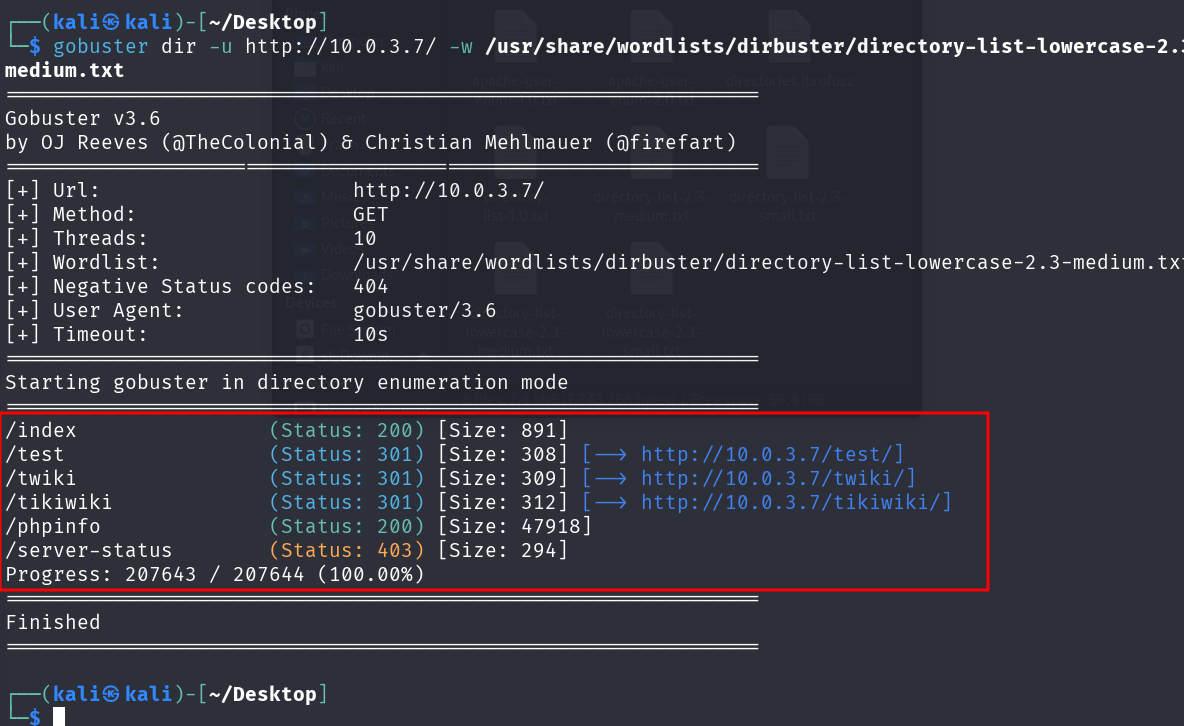 ┌──(kali㉿kali)-[~/Desktop]
└─$ gobuster dir -u http://10.0.3.7/ -w /usr/share/wordlists/dirbuster/directory-list-lowercase-2.3
medium.txt
===============================================================
Gobuster v3.6
by OJ Reeves (@TheColonial) & Christian Mehlmauer (@firefart)
===============================================================
[+] Url:                     http://10.0.3.7/
[+] Method:                  GET
[+] Threads:                 10
[+] Wordlist:                /usr/share/wordlists/dirbuster/directory-list-lowercase-2.3-medium.txt
[+] Negative Status codes:   404
[+] User Agent:              gobuster/3.6
[+] Timeout:                 10s
===============================================================
Starting gobuster in directory enumeration mode
===============================================================
/index                (Status: 200) [Size: 891]
/test                 (Status: 301) [Size: 308] [--> http://10.0.3.7/test/]
/twiki                (Status: 301) [Size: 309] [--> http://10.0.3.7/twiki/]
/tikiwiki             (Status: 301) [Size: 312] [--> http://10.0.3.7/tikiwiki/]
/phpinfo              (Status: 200) [Size: 47918]
/server-status        (Status: 403) [Size: 294]
Progress: 207643 / 207644 (100.00%)
===============================================================
Finished
===============================================================
┌──(kali㉿kali)-[~/Desktop]
└─$